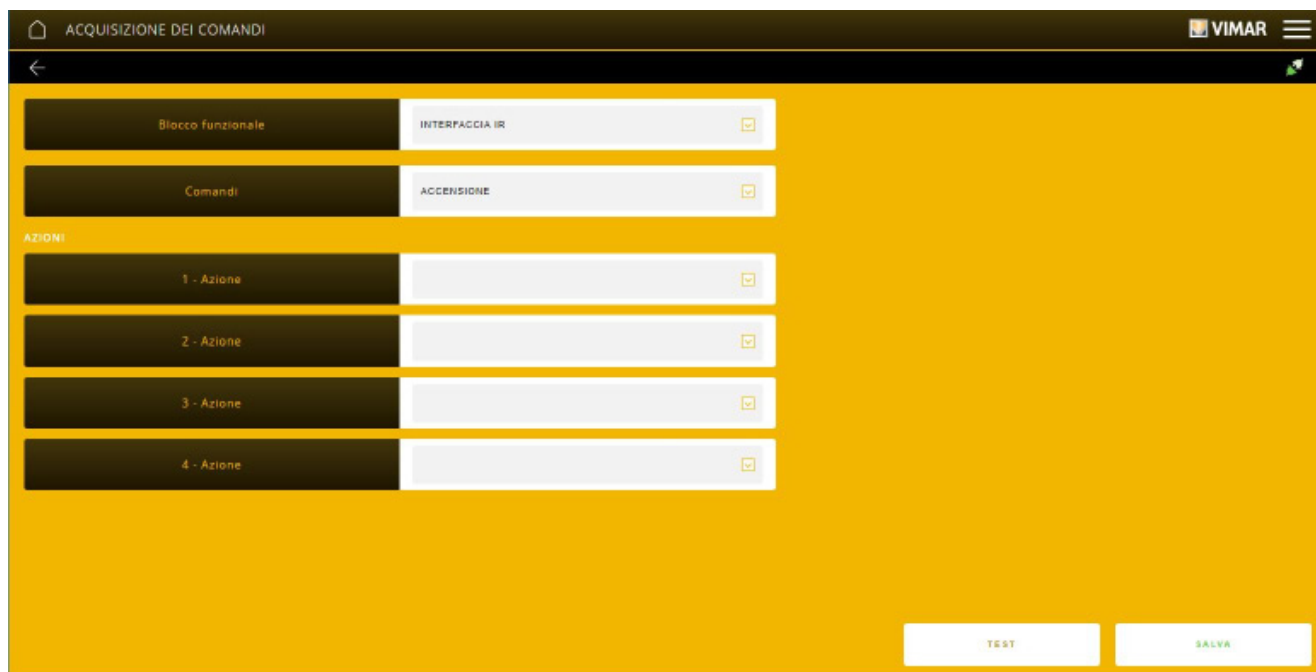 ACQUISIZIONE DEI COMANDI
VIMAR
Blocco funzionale
INTERFACCIA IR
Comandi
ACCENSIONE
AZIONI
1 - Azione
2 - Azione
3 - Azione
4 - Azione
TEST
SALVA